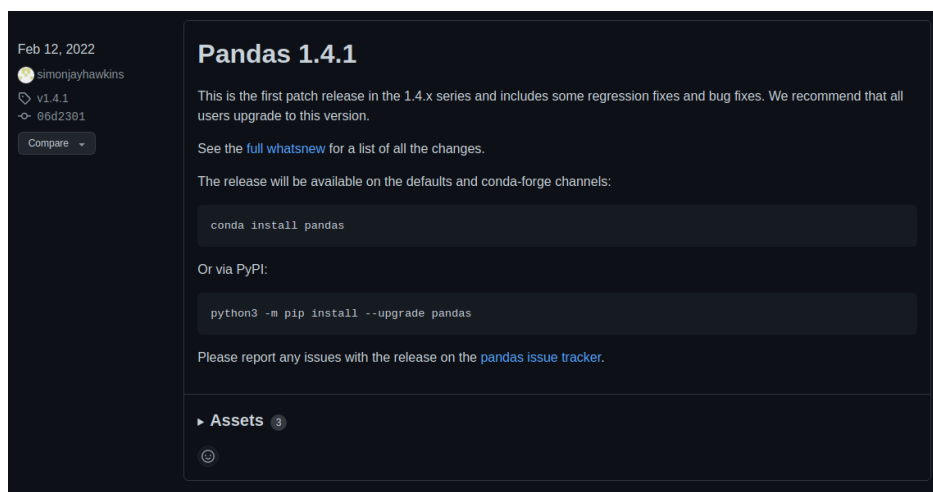 Feb 12, 2022
simonjayhawkins
v1.4.1
06d2301
Compare
Pandas 1.4.1
This is the first patch release in the 1.4.x series and includes some regression fixes and bug fixes. We recommend that all
users upgrade to this version.
See the full whatsnew for a list of all the changes.
The release will be available on the defaults and conda-forge channels:
conda install pandas
Or via PyPI:
python3 -m pip install --upgrade pandas
Please report any issues with the release on the pandas issue tracker.
Assets 3